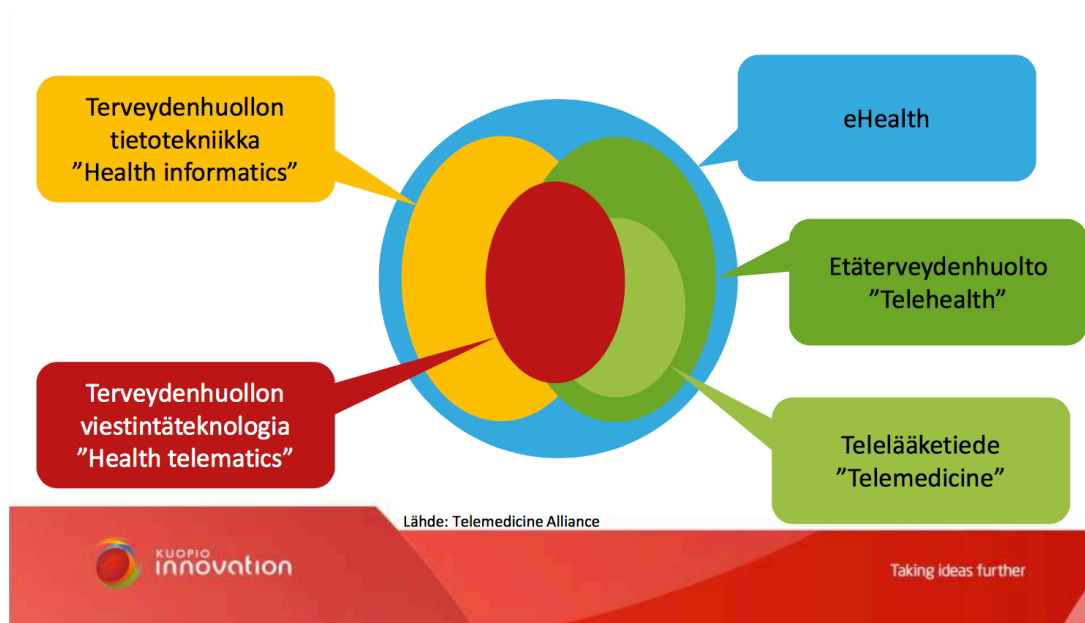 Terveydenhuollon
tietotekniikka
”Health informatics”
eHealth
Etäterveydenhuolto
”Telehealth”
Terveydenhuollon
viestintäteknologia
”Health telematics”
Telelääketiede
”Telemedicine”
Lähde: Telemedicine Alliance
KUOPIO
innovation
Taking ideas further